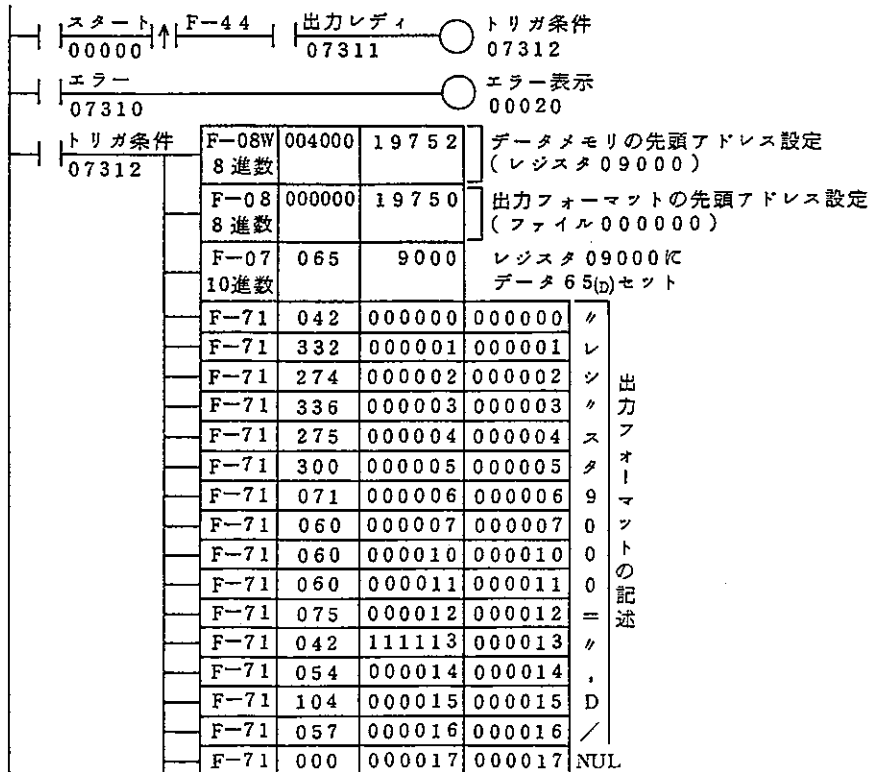 スタート F-44 出力レディ トリガ条件
00000 ↑ 07311 07312
エラー エラー表示
07310 00020
トリガ条件 F-08W 004000 19752 データメモリの先頭アドレス設定
07312 8進数 (レジスタ09000)
F-08 000000 19750 出力フォーマットの先頭アドレス設定
8進数 (ファイル000000)
F-07 065 9000 レジスタ09000に
10進数 データ65(D)セット
F-71 042 000000 000000 〃
F-71 332 000001 000001 レ
F-71 274 000002 000002 シ
F-71 336 000003 000003 〃
F-71 275 000004 000004 ス
F-71 300 000005 000005 タ
F-71 071 000006 000006 9
F-71 060 000007 000007 0
F-71 060 000010 000010 0
F-71 060 000011 000011 0
F-71 075 000012 000012 =
F-71 042 111113 000013 〃
F-71 054 000014 000014 ,
F-71 104 000015 000015 D
F-71 057 000016 000016 /
F-71 000 000017 000017 NUL
出力フォーマットの記述